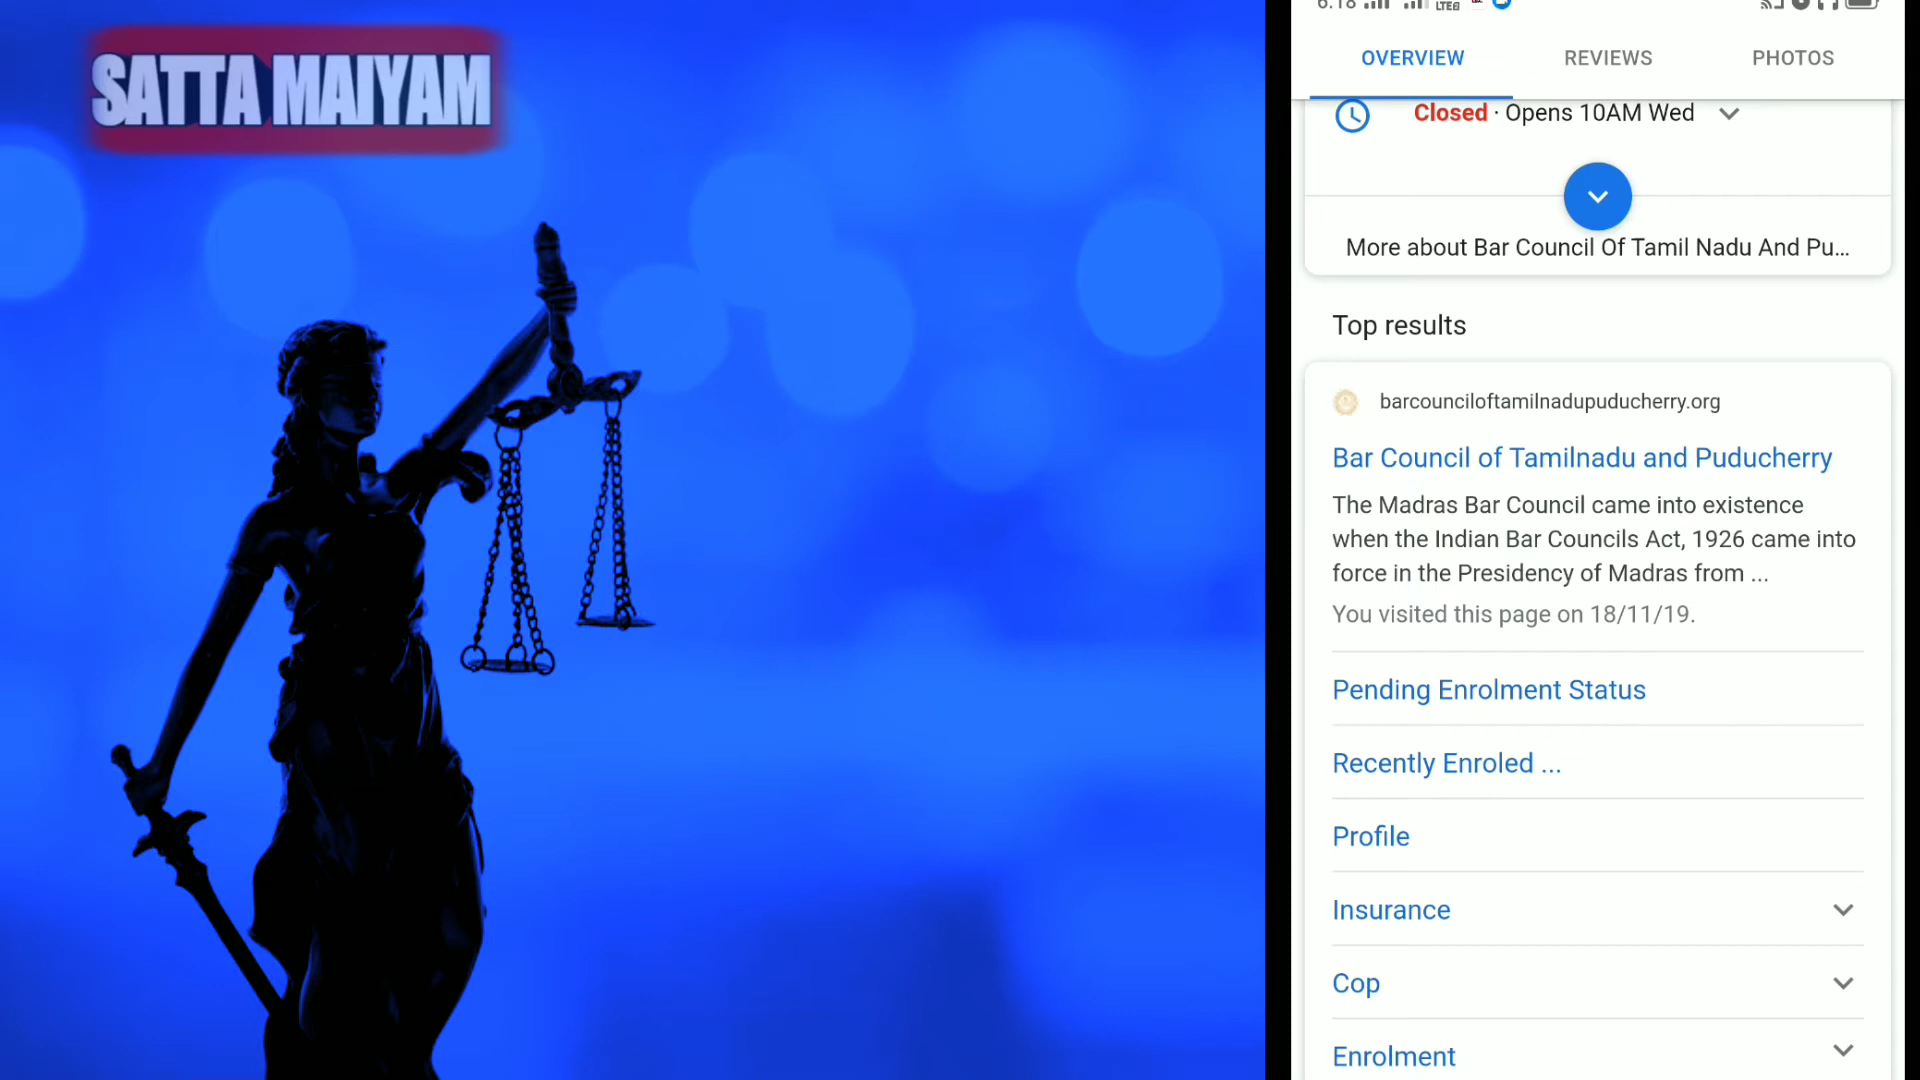 SATTA MAIYAM
6.18
OVERVIEW REVIEWS PHOTOS
Closed · Opens 10AM Wed
More about Bar Council Of Tamil Nadu And Pu...
Top results
barcounciloftamilnadupuducherry.org
Bar Council of Tamilnadu and Puducherry
The Madras Bar Council came into existence
when the Indian Bar Councils Act, 1926 came into
force in the Presidency of Madras from ...
You visited this page on 18/11/19.
Pending Enrolment Status
Recently Enroled ...
Profile
Insurance
Cop
Enrolment